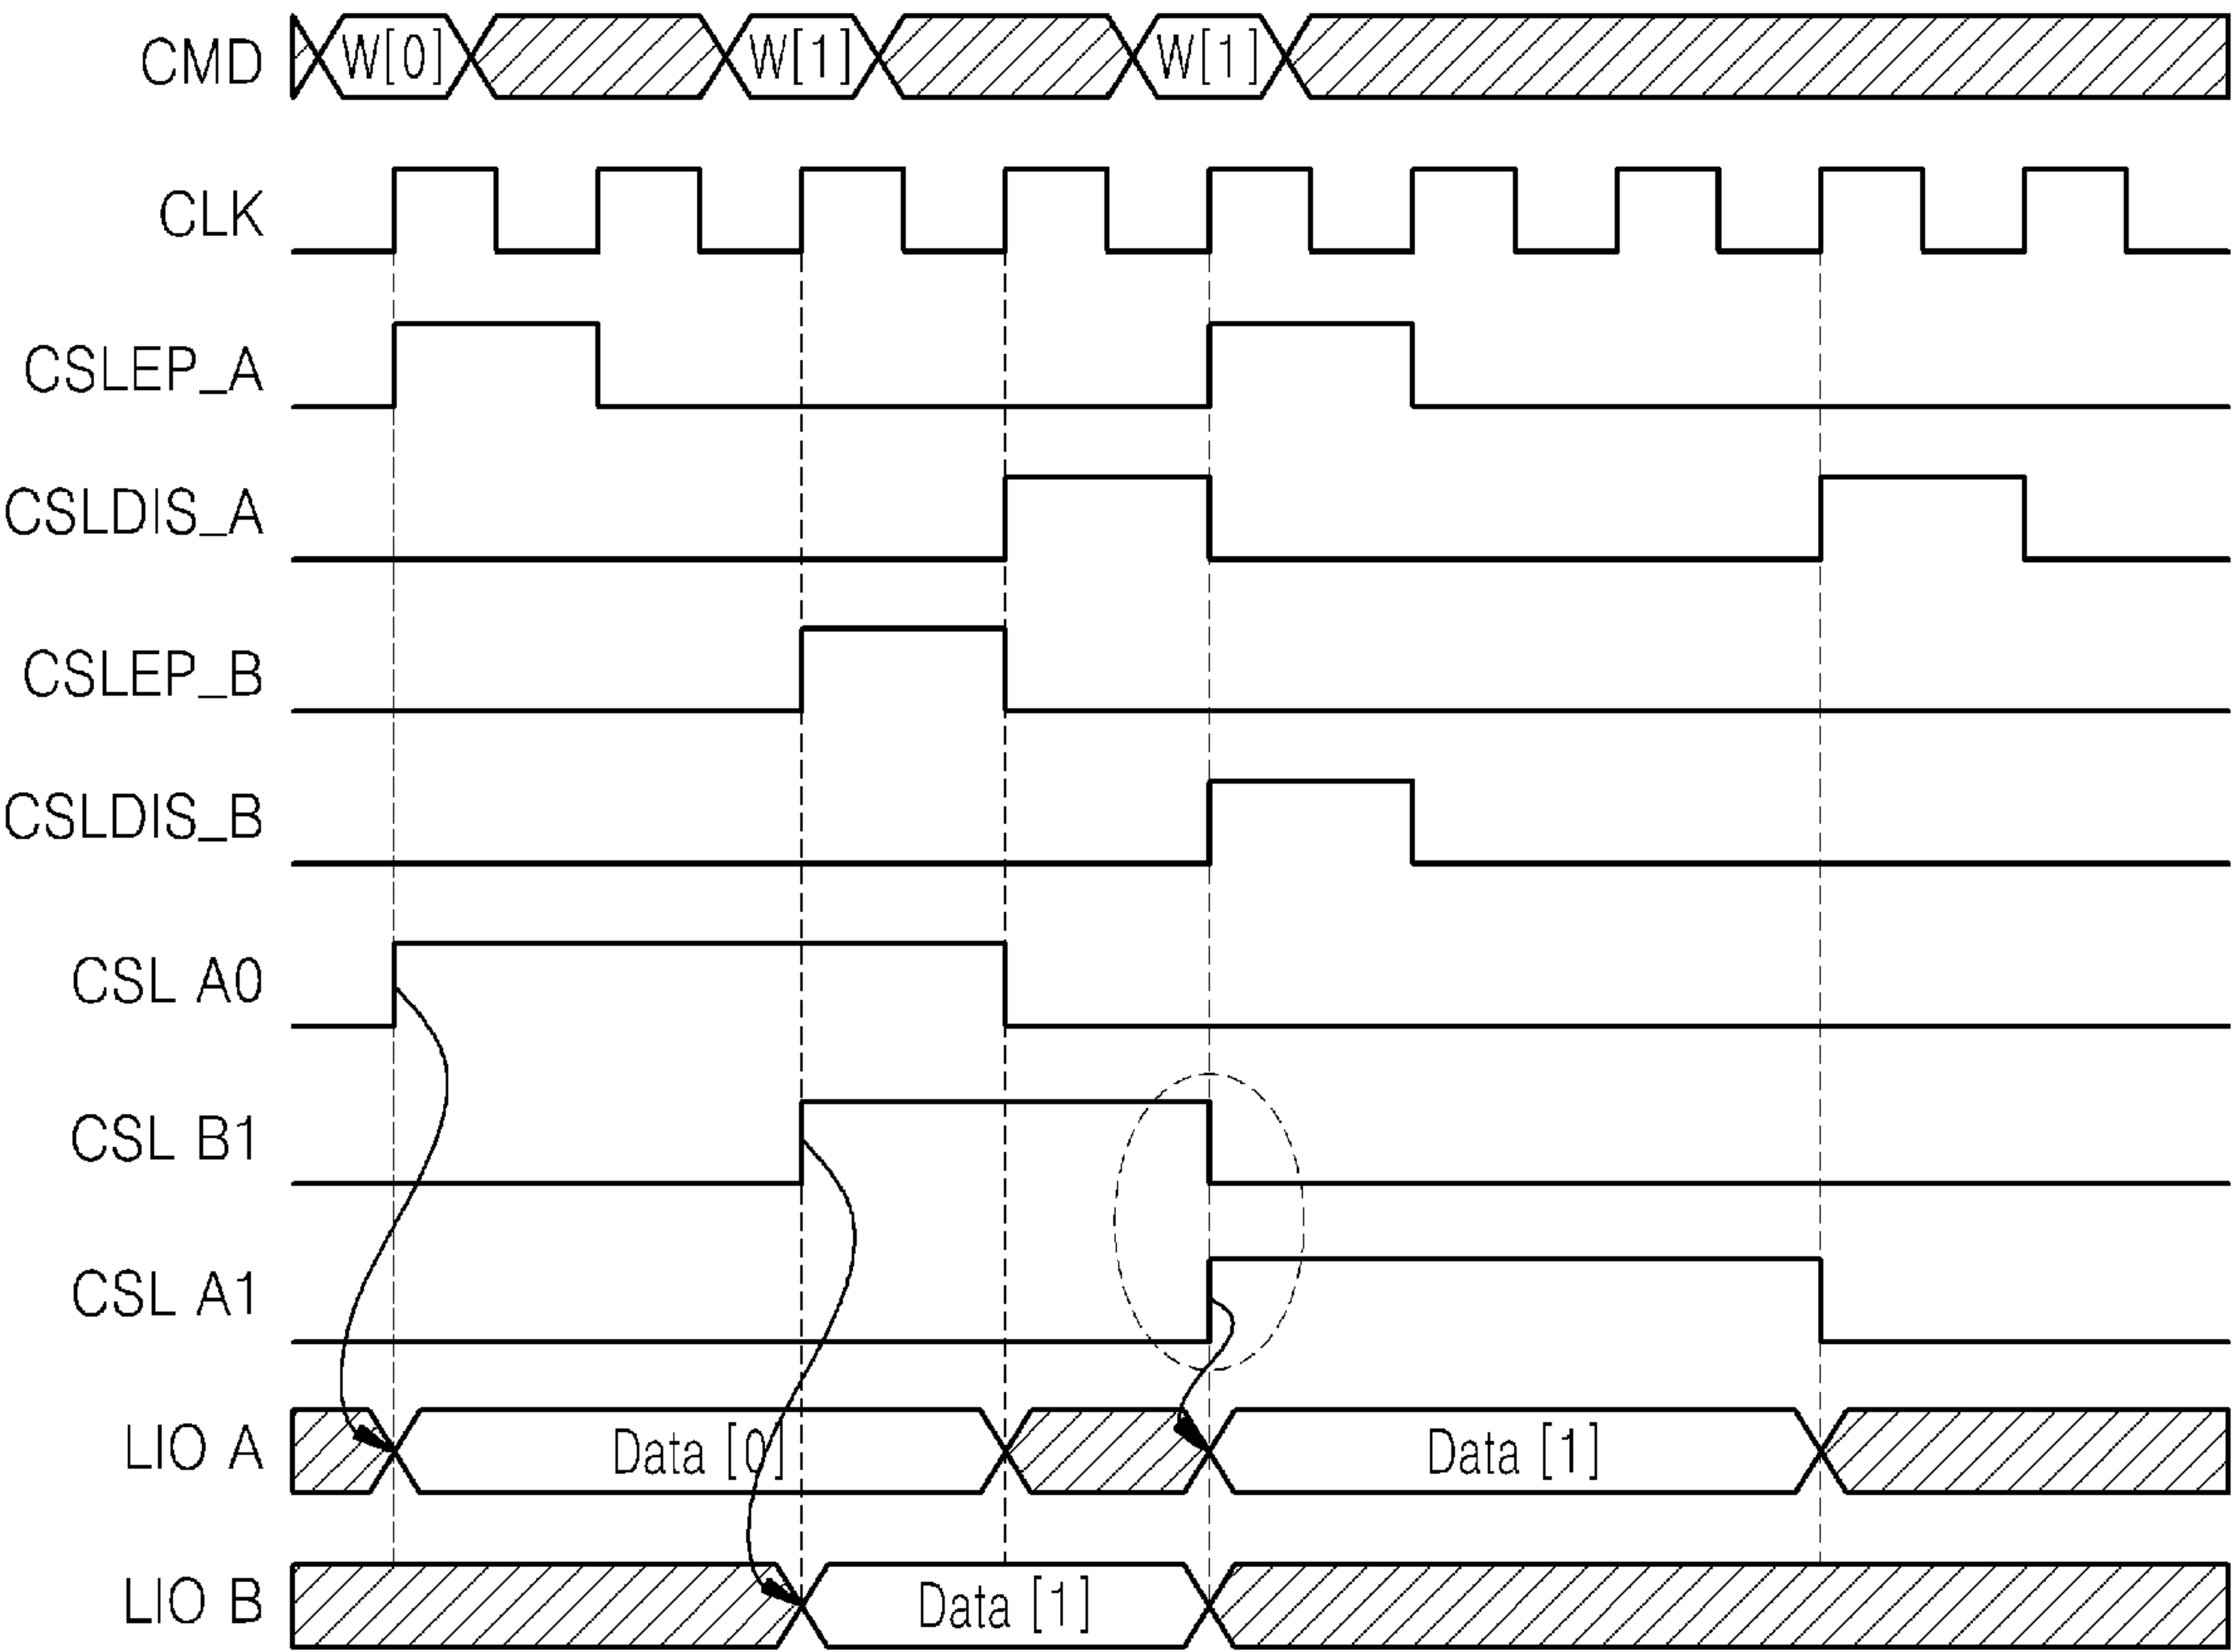 CMD W[0] W[1] W[1]
CLK
CSLEP_A
CSLDIS_A
CSLEP_B
CSLDIS_B
CSL A0
CSL B1
CSL A1
LIO A Data [0] Data [1]
LIO B Data [1]